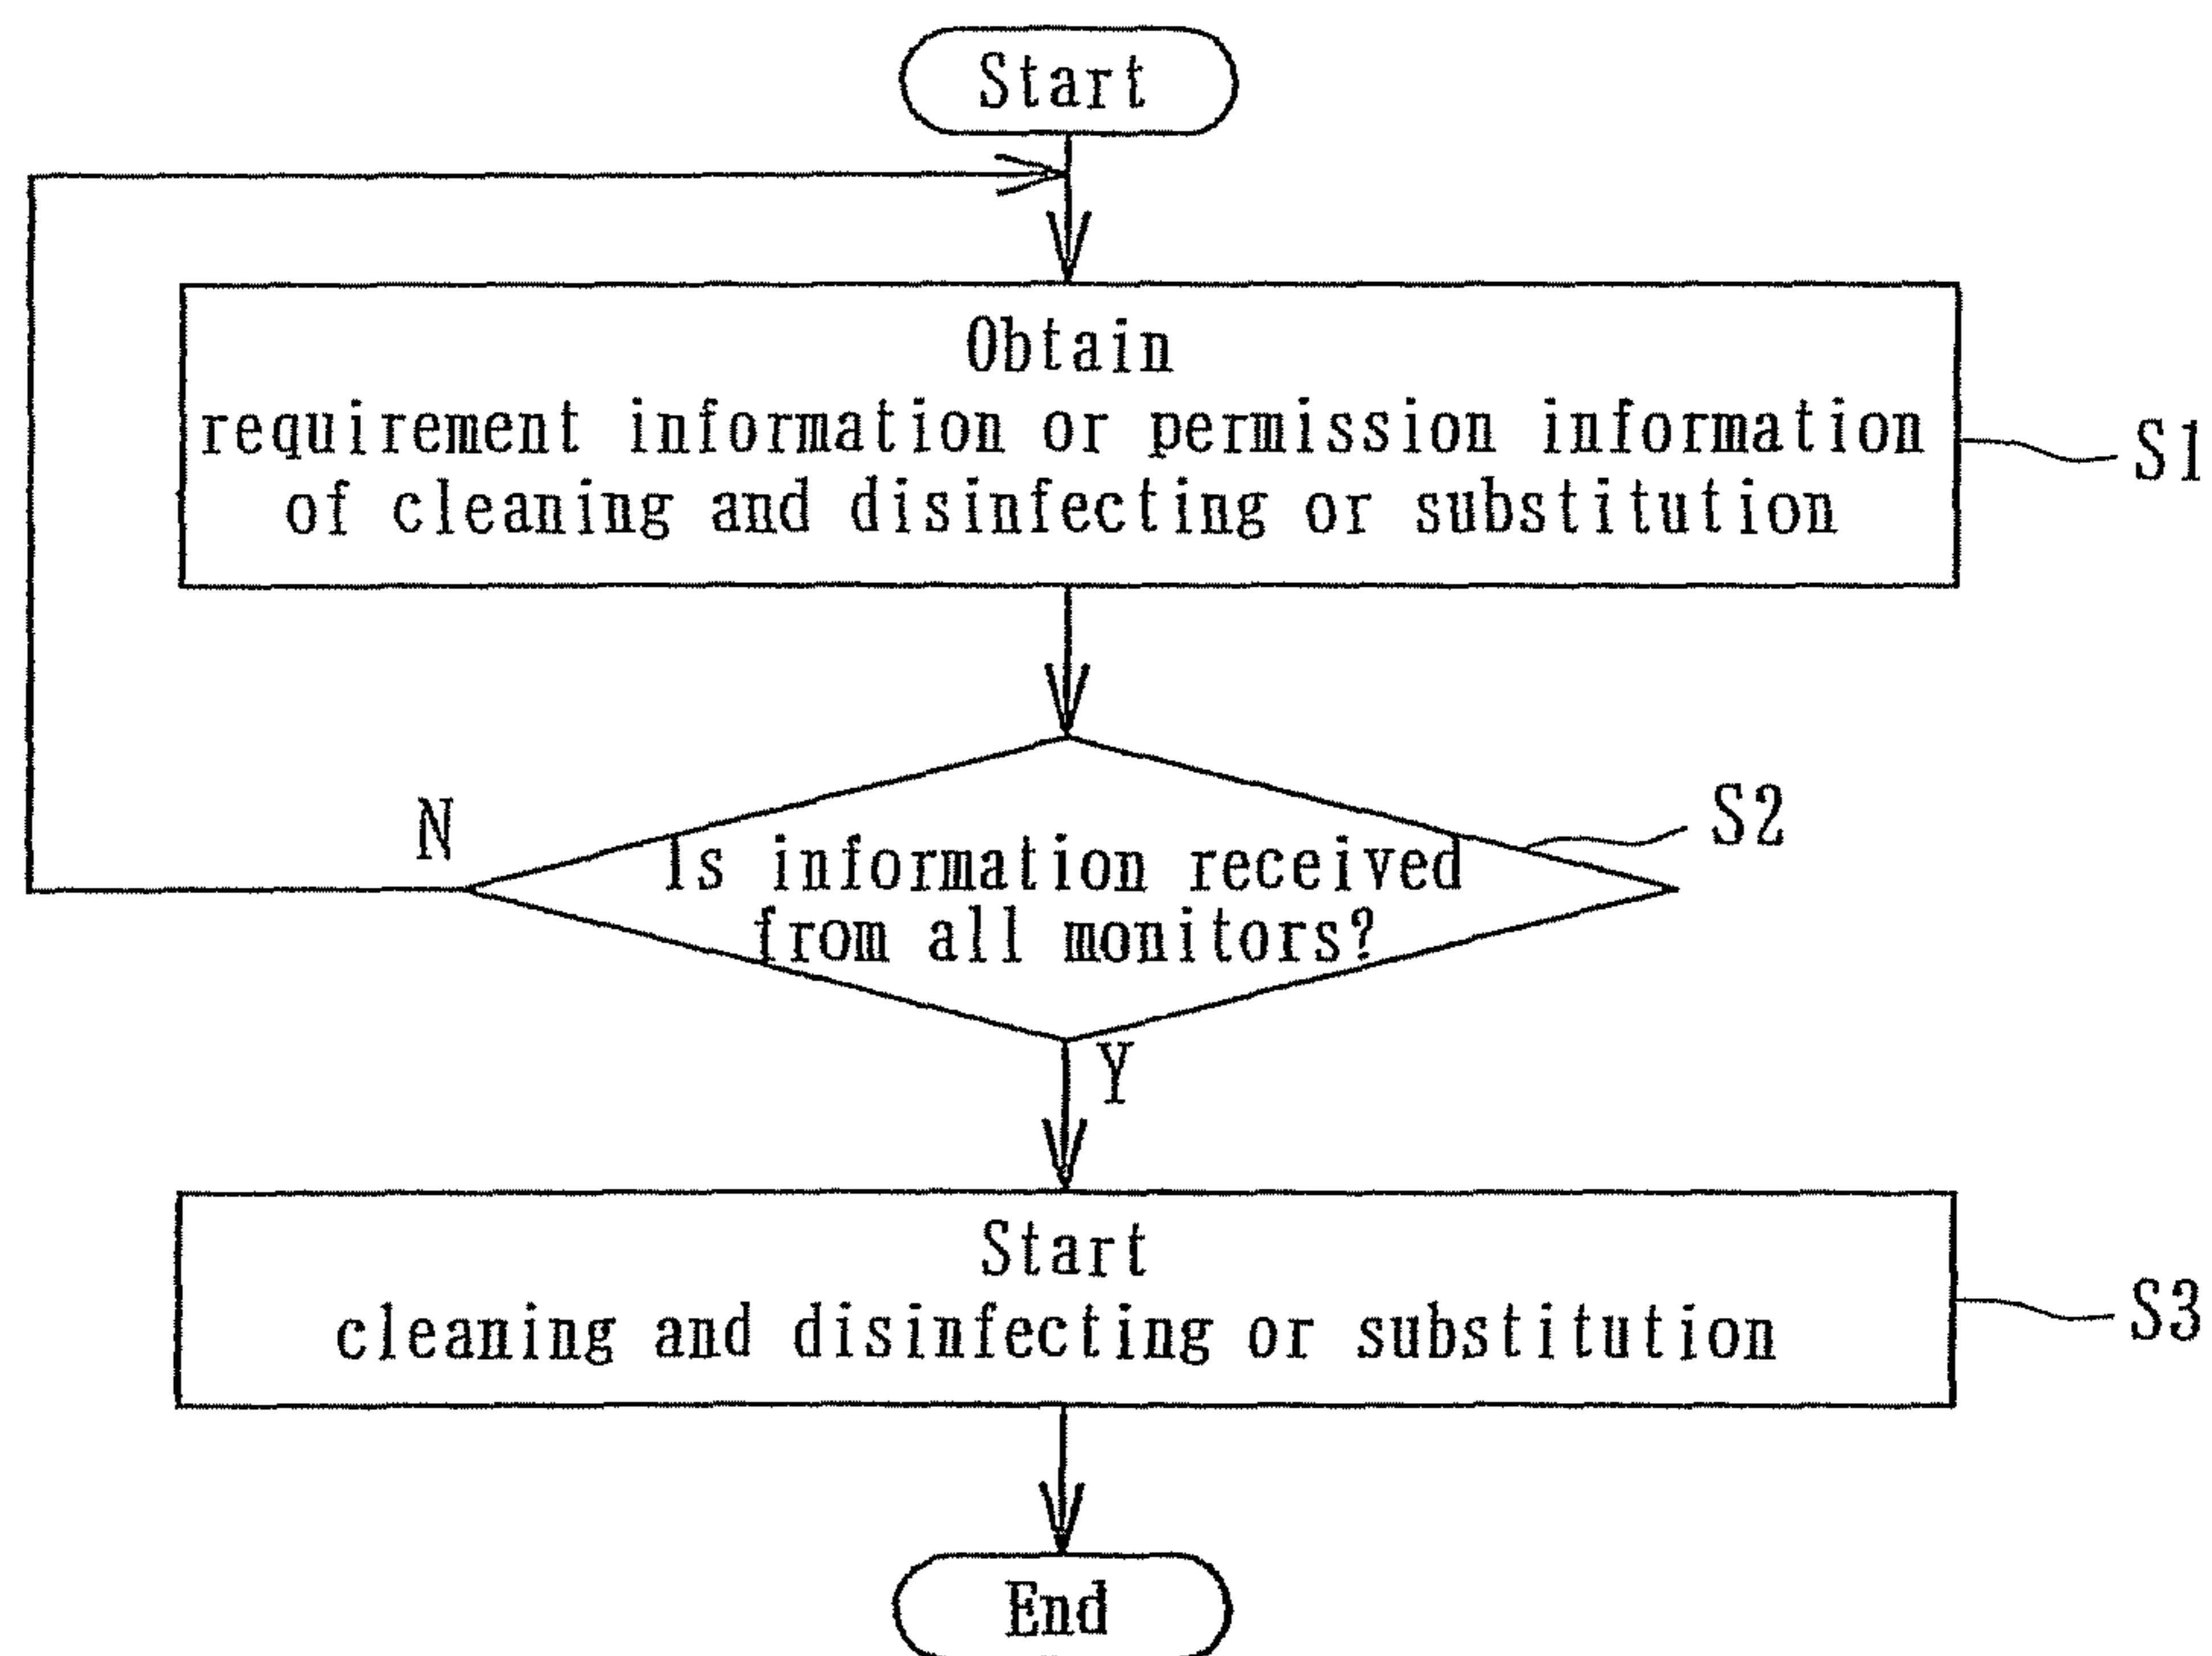 Start
Obtain
requirement information or permission information
of cleaning and disinfecting or substitution
S1
N
S2
Is information received
from all monitors?
Y
Start
cleaning and disinfecting or substitution
S3
End